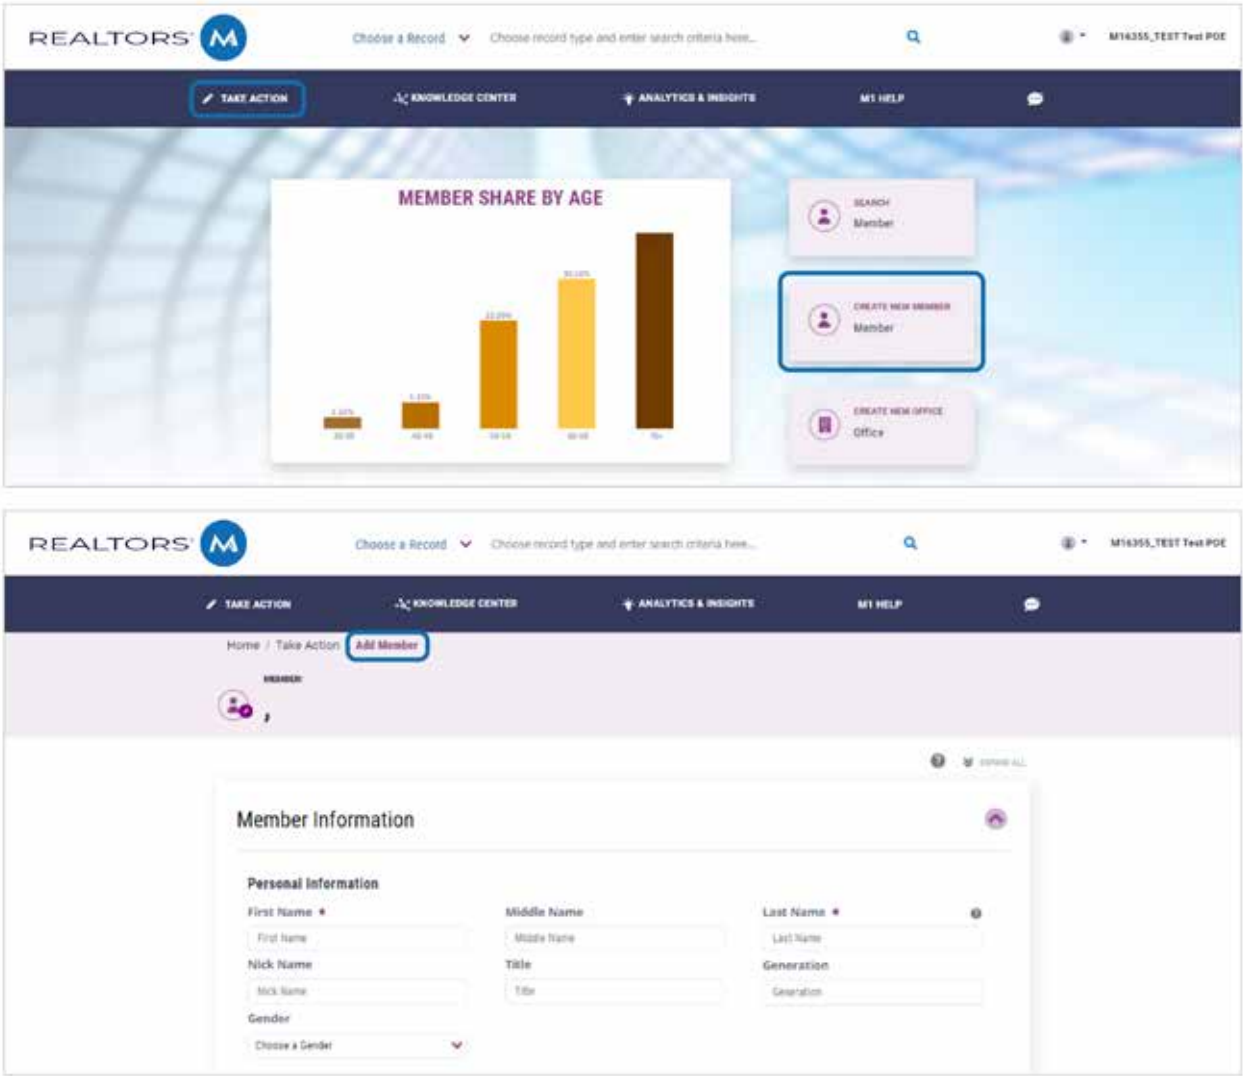 REALTORS® M
Choose a Record Choose record type and enter search criteria here... M16355_TEST Test POE
TAKE ACTION KNOWLEDGE CENTER ANALYTICS & INSIGHTS M1 HELP
MEMBER SHARE BY AGE
SEARCH
Member
CREATE NEW MEMBER
Member
CREATE NEW OFFICE
Office
70+
REALTORS® M
Choose a Record Choose record type and enter search criteria here... M16355_TEST Test POE
TAKE ACTION KNOWLEDGE CENTER ANALYTICS & INSIGHTS M1 HELP
Home / Take Action Add Member
MEMBER
,
EXPAND ALL
Member Information
Personal Information
First Name * Middle Name Last Name *
First Name Middle Name Last Name
Nick Name Title Generation
Nick Name Title Generation
Gender
Choose a Gender